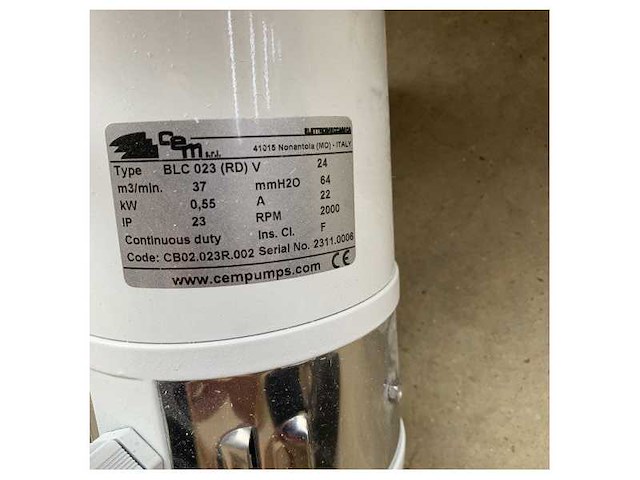 cem s.r.l.
ELETTROMECCANICA
41015 Nonantola (MO) - ITALY
Type BLC 023 (RD) V 24
m3/min. 37 mmH2O 64
kW 0,55 A 22
IP 23 RPM 2000
Continuous duty Ins. Cl. F
Code: CB02.023R.002 Serial No. 2311.0006
www.cempumps.com CE